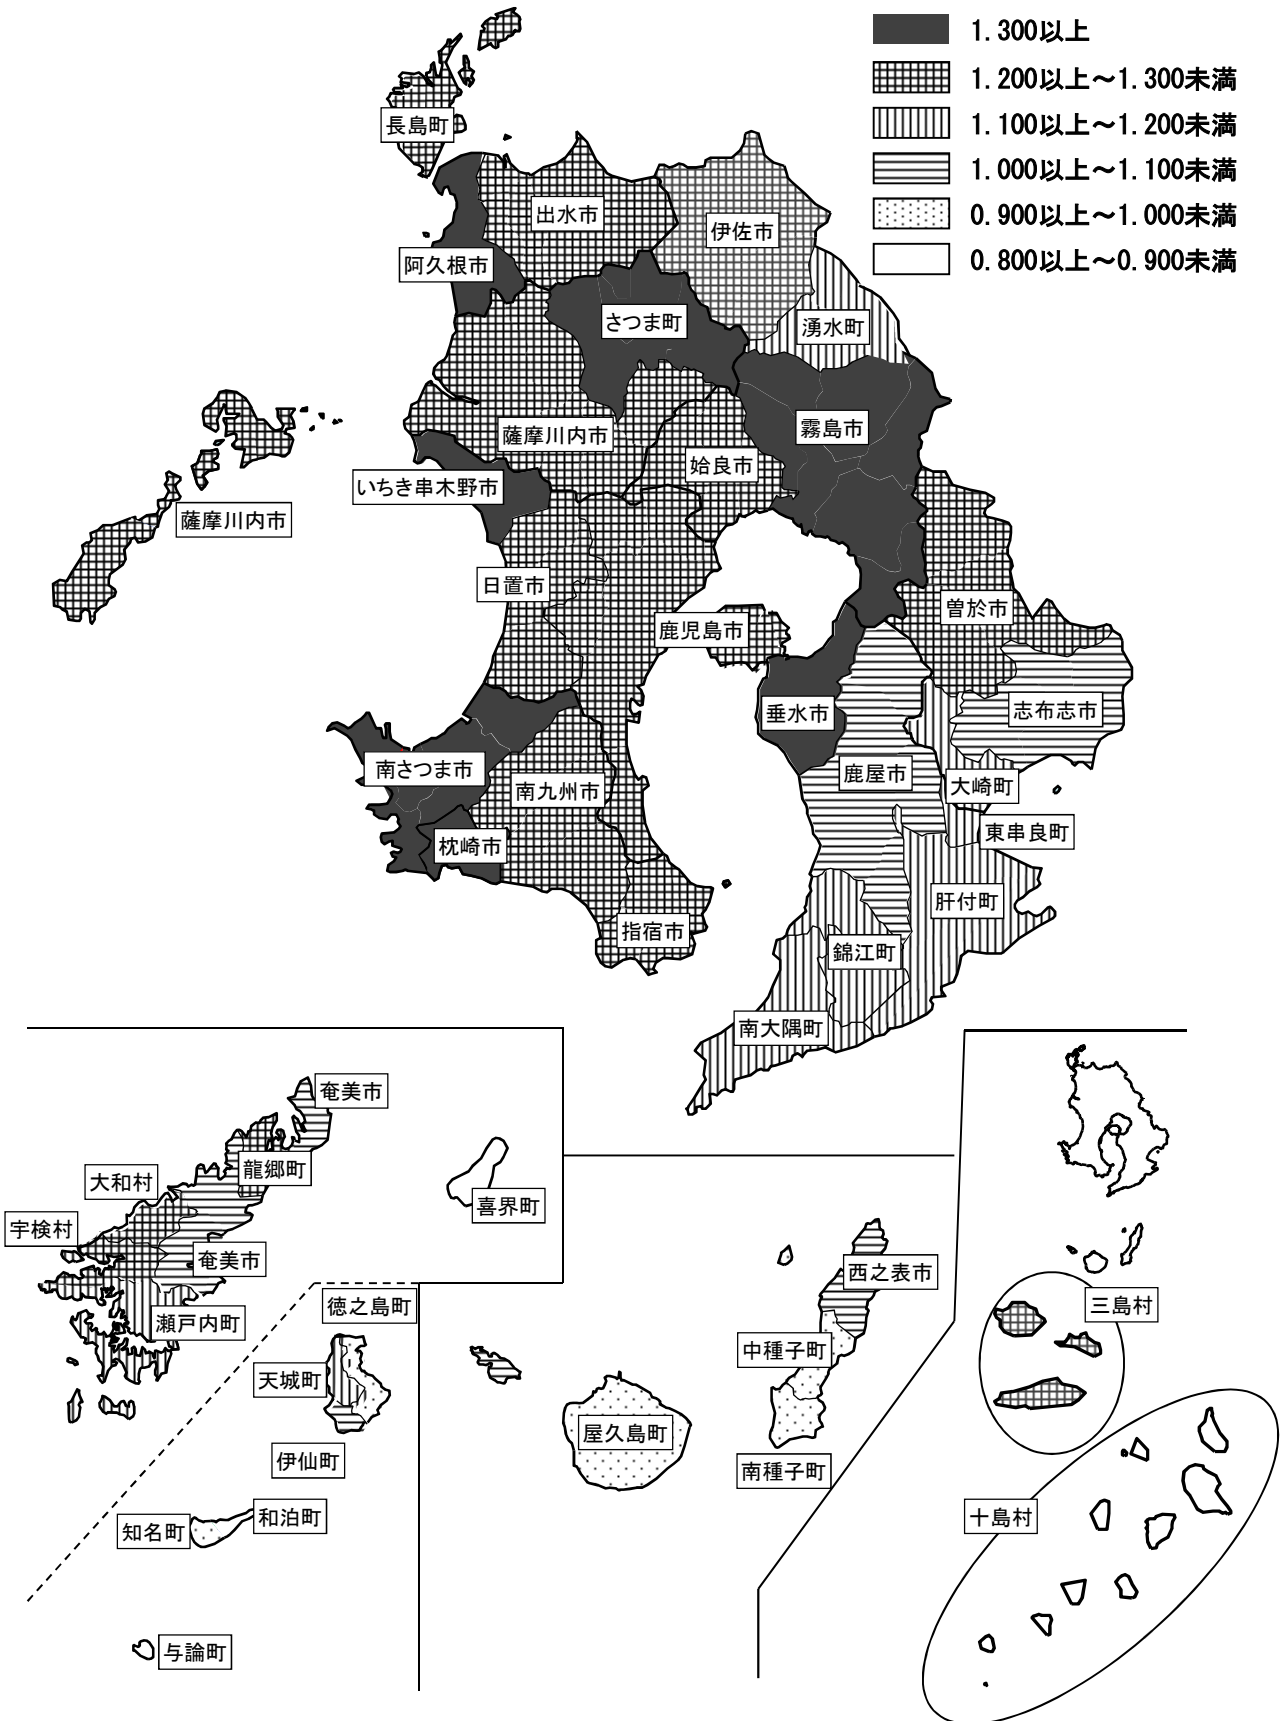 1.300以上
1.200以上～1.300未満
1.100以上～1.200未満
1.000以上～1.100未満
0.900以上～1.000未満
0.800以上～0.900未満
長島町
出水市
伊佐市
阿久根市
さつま町
湧水町
薩摩川内市
霧島市
姶良市
いちき串木野市
薩摩川内市
日置市
曽於市
鹿児島市
垂水市
志布志市
南さつま市
鹿屋市
大崎町
南九州市
東串良町
枕崎市
肝付町
指宿市
錦江町
南大隅町
奄美市
龍郷町
大和村
喜界町
宇検村
奄美市
西之表市
瀬戸内町
徳之島町
三島村
中種子町
天城町
屋久島町
伊仙町
南種子町
和泊町
十島村
知名町
与論町